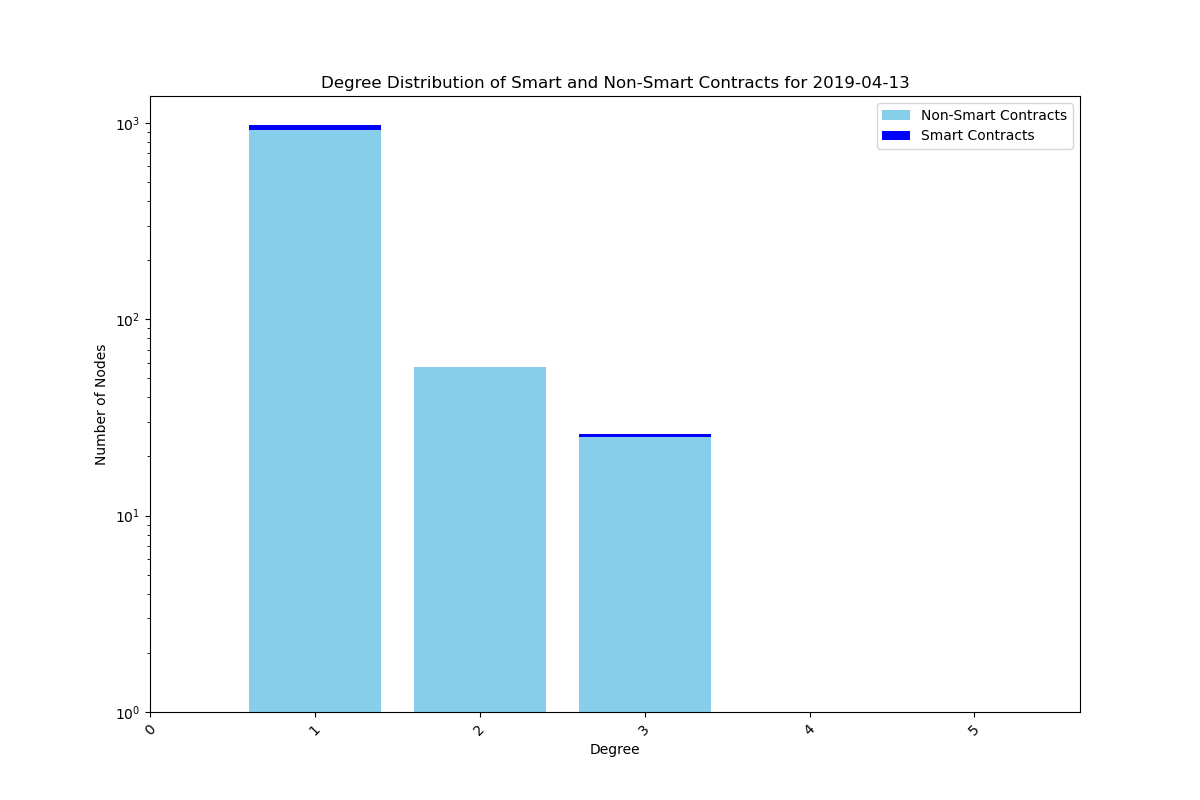 Degree Distribution of Smart and Non-Smart Contracts for 2019-04-13
Non-Smart Contracts
Smart Contracts
Number of Nodes
10³
10²
10¹
10⁰
0 1 2 3 4 5
Degree